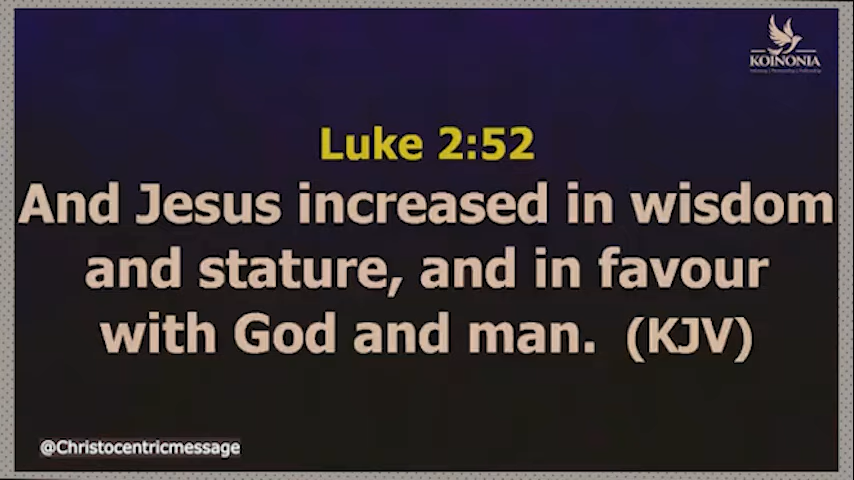 KOINONIA
Luke 2:52
And Jesus increased in wisdom
and stature, and in favour
with God and man. (KJV)
@Christocentricmessage